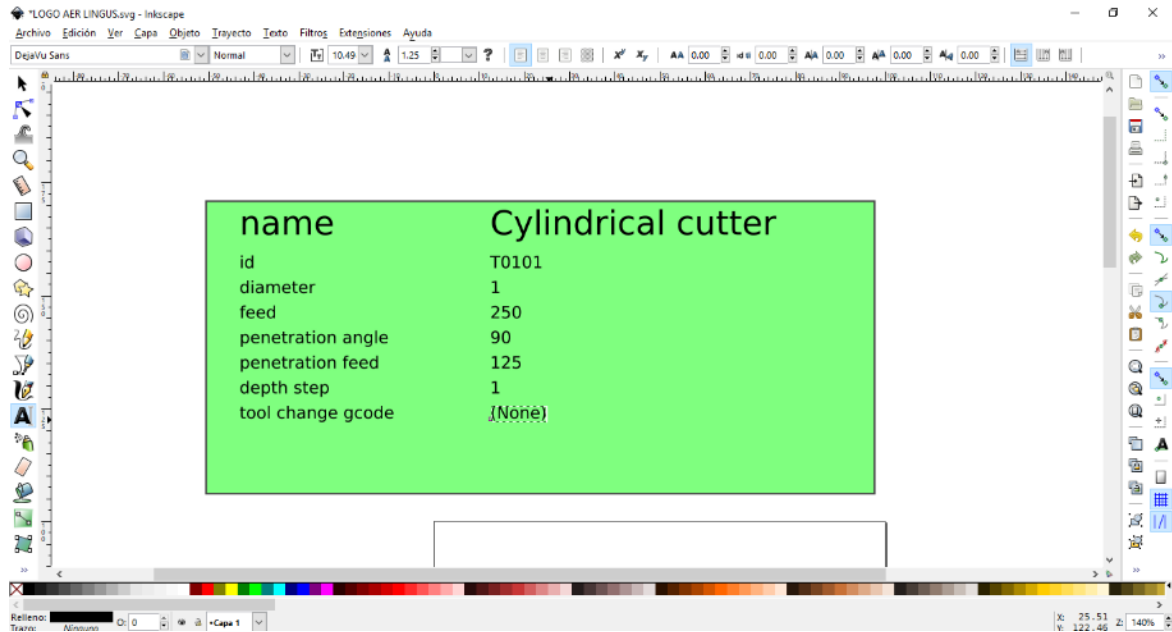 *LOGO AER LINGUS.svg - Inkscape
Archivo Edición Ver Capa Objeto Trayecto Texto Filtros Extensiones Ayuda
DejaVu Sans Normal 10.49 1.25 ? AA 0.00 0.00 0.00 0.00 0.00
name Cylindrical cutter
id T0101
diameter 1
feed 250
penetration angle 90
penetration feed 125
depth step 1
tool change gcode (None)
Relleno: O: 0 •Capa 1 X: 25.51 Z: 140%
Trazo: Ninguno Y: 122.46